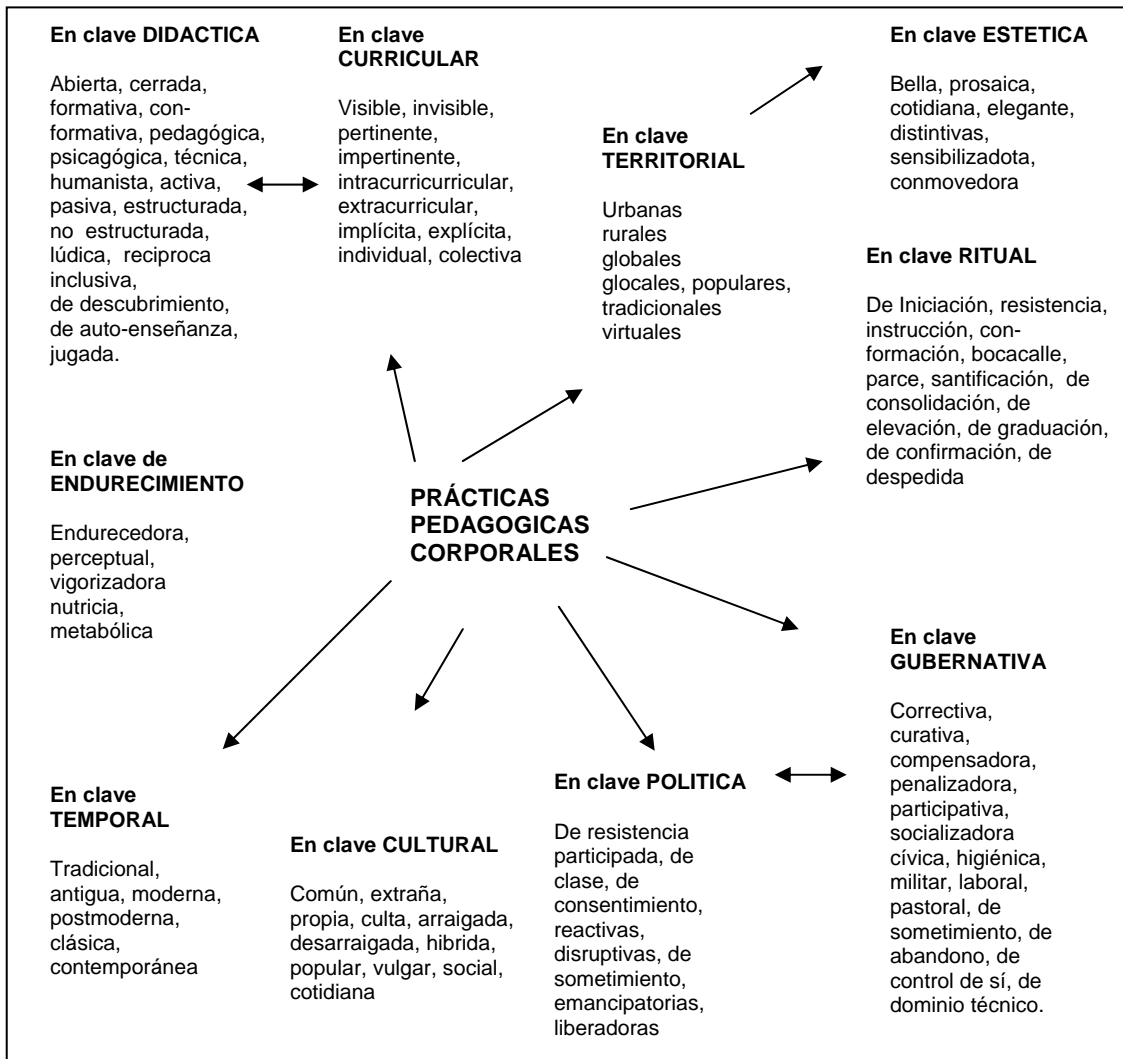 En clave DIDACTICA
Abierta, cerrada,
formativa, con-
formativa, pedagógica,
psicagógica, técnica,
humanista, activa,
pasiva, estructurada,
no estructurada,
lúdica, reciproca
inclusiva,
de descubrimiento,
de auto-enseñanza,
jugada.
En clave
CURRICULAR
Visible, invisible,
pertinente,
impertinente,
intracurricurricular,
extracurricular,
implícita, explícita,
individual, colectiva
En clave
TERRITORIAL
Urbanas
rurales
globales
glocales, populares,
tradicionales
virtuales
En clave ESTETICA
Bella, prosaica,
cotidiana, elegante,
distintivas,
sensibilizadota,
conmovedora
En clave RITUAL
De Iniciación, resistencia,
instrucción, con-
formación, bocacalle,
parce, santificación, de
consolidación, de
elevación, de graduación,
de confirmación, de
despedida
En clave de
ENDURECIMIENTO
Endurecedora,
perceptual,
vigorizadora
nutricia,
metabólica
PRÁCTICAS
PEDAGOGICAS
CORPORALES
En clave
GUBERNATIVA
Correctiva,
curativa,
compensadora,
penalizadora,
participativa,
socializadora
cívica, higiénica,
militar, laboral,
pastoral, de
sometimiento, de
abandono, de
control de sí, de
dominio técnico.
En clave
TEMPORAL
Tradicional,
antigua, moderna,
postmoderna,
clásica,
contemporánea
En clave CULTURAL
Común, extraña,
propia, culta, arraigada,
desarraigada, hibrida,
popular, vulgar, social,
cotidiana
En clave POLITICA
De resistencia
participada, de
clase, de
consentimiento,
reactivas,
disruptivas, de
sometimiento,
emancipatorias,
liberadoras